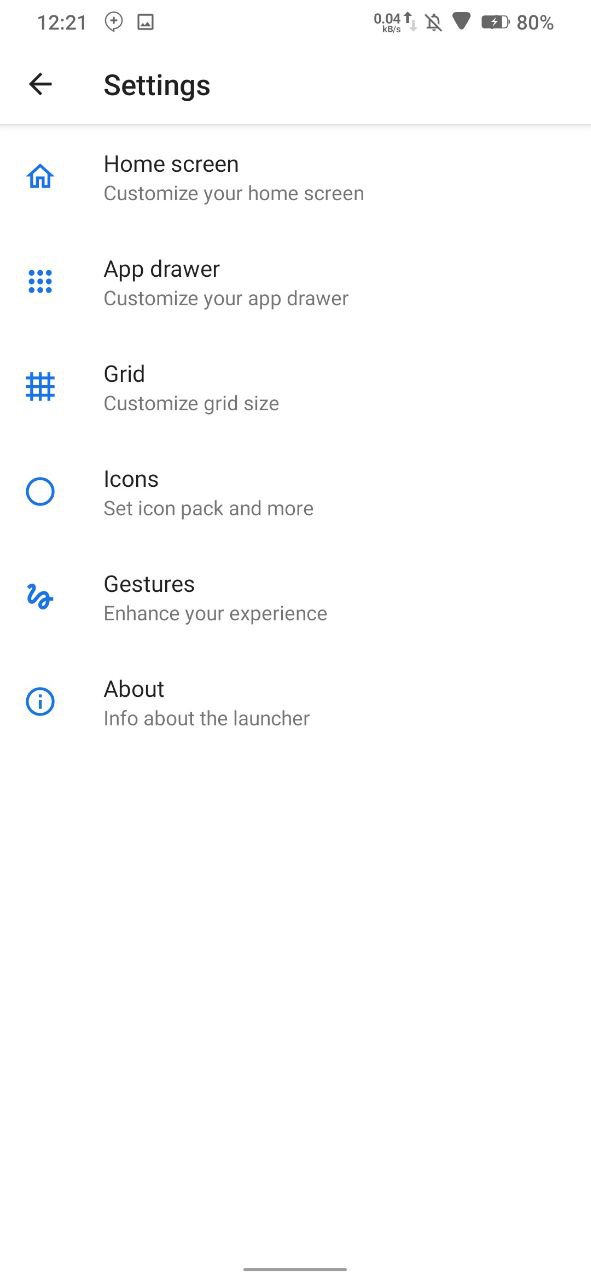 12:21 0.04 kB/s 80%
Settings
Home screen
Customize your home screen
App drawer
Customize your app drawer
Grid
Customize grid size
Icons
Set icon pack and more
Gestures
Enhance your experience
About
Info about the launcher